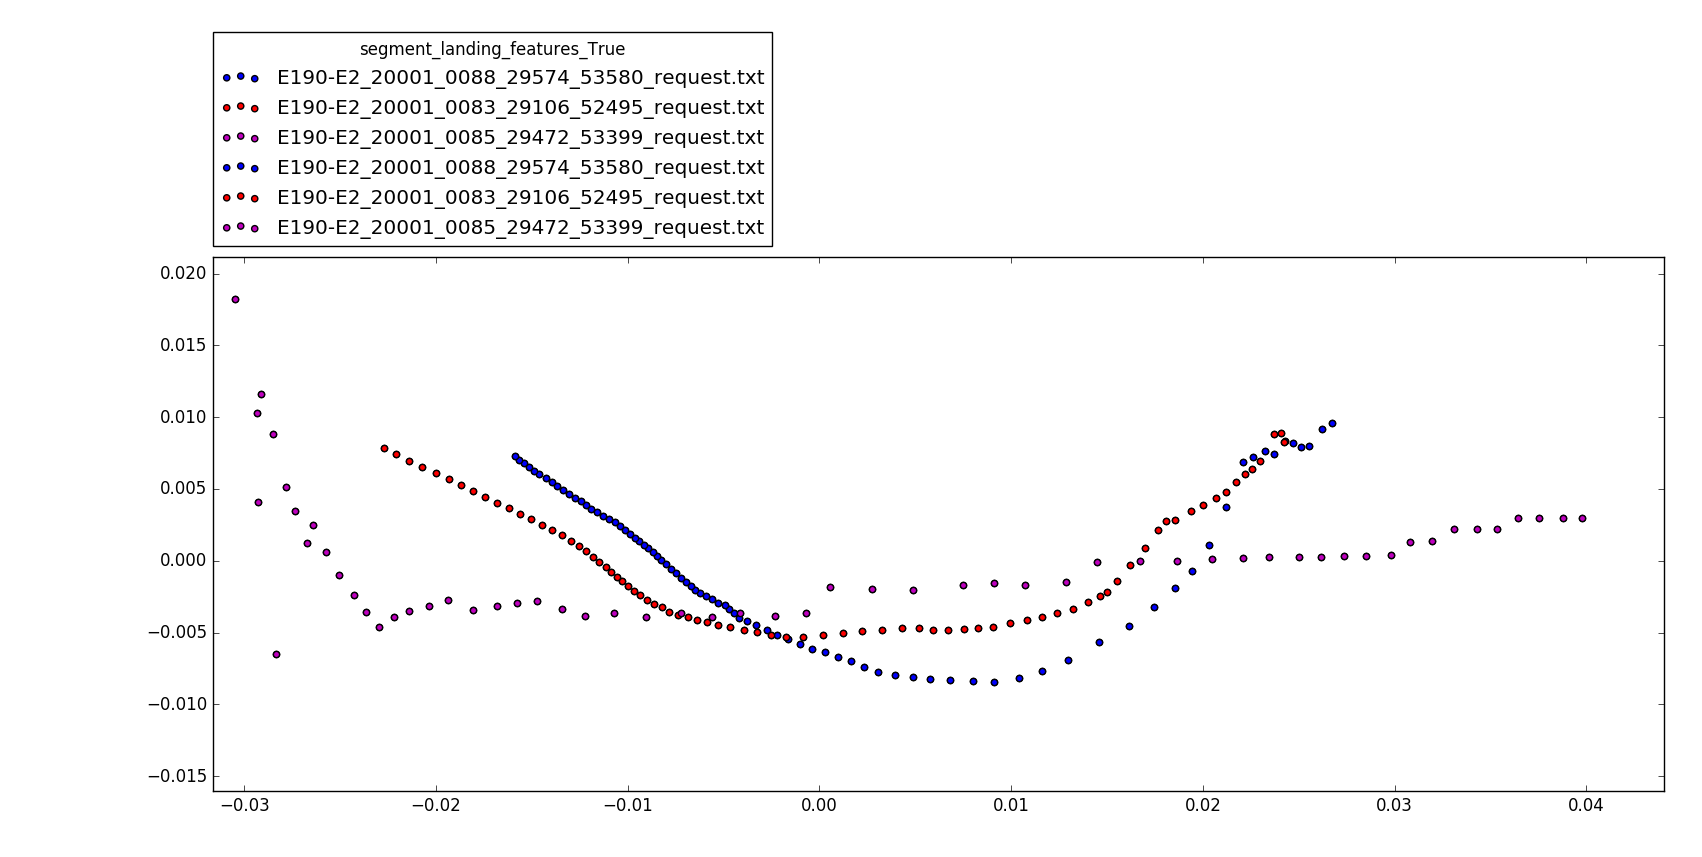 segment_landing_features_True
E190-E2_20001_0088_29574_53580_request.txt
E190-E2_20001_0083_29106_52495_request.txt
E190-E2_20001_0085_29472_53399_request.txt
E190-E2_20001_0088_29574_53580_request.txt
E190-E2_20001_0083_29106_52495_request.txt
E190-E2_20001_0085_29472_53399_request.txt
0.020
0.015
0.010
0.005
0.000
−0.005
−0.010
−0.015
−0.03 −0.02 −0.01 0.00 0.01 0.02 0.03 0.04